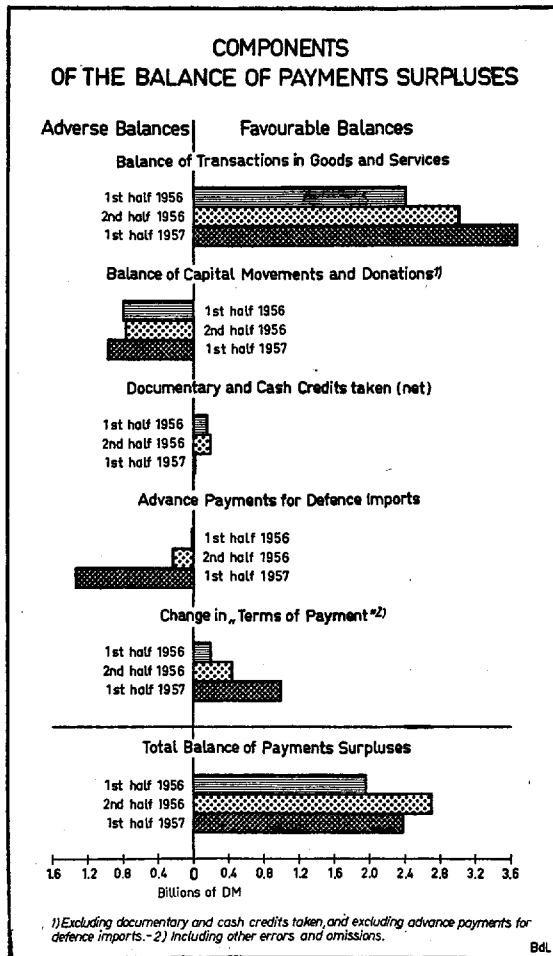 COMPONENTS
OF THE BALANCE OF PAYMENTS SURPLUSES
Adverse Balances Favourable Balances
Balance of Transactions in Goods and Services
1st half 1956
2nd half 1956
1st half 1957
Balance of Capital Movements and Donations¹)
1st half 1956
2nd half 1956
1st half 1957
Documentary and Cash Credits taken (net)
1st half 1956
2nd half 1956
1st half 1957
Advance Payments for Defence Imports
1st half 1956
2nd half 1956
1st half 1957
Change in „Terms of Payment"²)
1st half 1956
2nd half 1956
1st half 1957
Total Balance of Payments Surpluses
1st half 1956
2nd half 1956
1st half 1957
1.6 1.2 0.8 0.4 0 0.4 0.8 1.2 1.6 2.0 2.4 2.8 3.2 3.6
Billions of DM
1) Excluding documentary and cash credits taken, and excluding advance payments for
defence imports.-2) Including other errors and omissions.
BdL